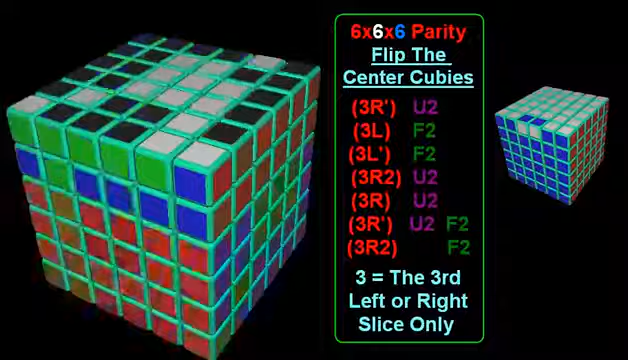 6x6x6 Parity
Flip The
Center Cubies
(3R') U2
(3L) F2
(3L') F2
(3R2) U2
(3R) U2
(3R') U2 F2
(3R2) F2
3 = The 3rd
Left or Right
Slice Only